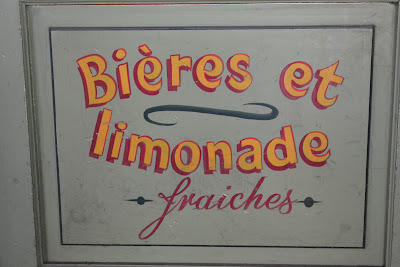 Bières et
limonade
fraiches